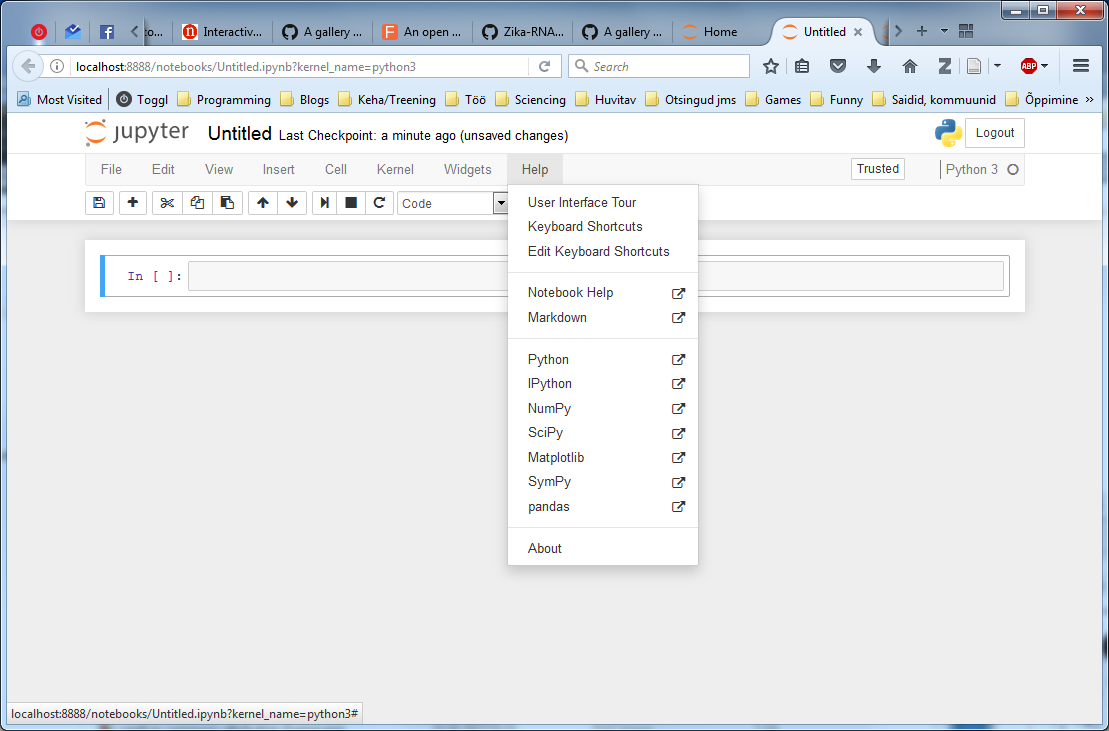 to... Interactiv... A gallery ... An open ... Zika-RNA... A gallery ... Home Untitled
localhost:8888/notebooks/Untitled.ipynb?kernel_name=python3 Search ABP
Most Visited Toggl Programming Blogs Keha/Treening Töö Sciencing Huvitav Otsingud jms Games Funny Saidid, kommuunid Õppimine »
jupyter Untitled Last Checkpoint: a minute ago (unsaved changes) Logout
File Edit View Insert Cell Kernel Widgets Help Trusted Python 3
Code
User Interface Tour
Keyboard Shortcuts
Edit Keyboard Shortcuts
In [ ]:
Notebook Help
Markdown
Python
IPython
NumPy
SciPy
Matplotlib
SymPy
pandas
About
localhost:8888/notebooks/Untitled.ipynb?kernel_name=python3#